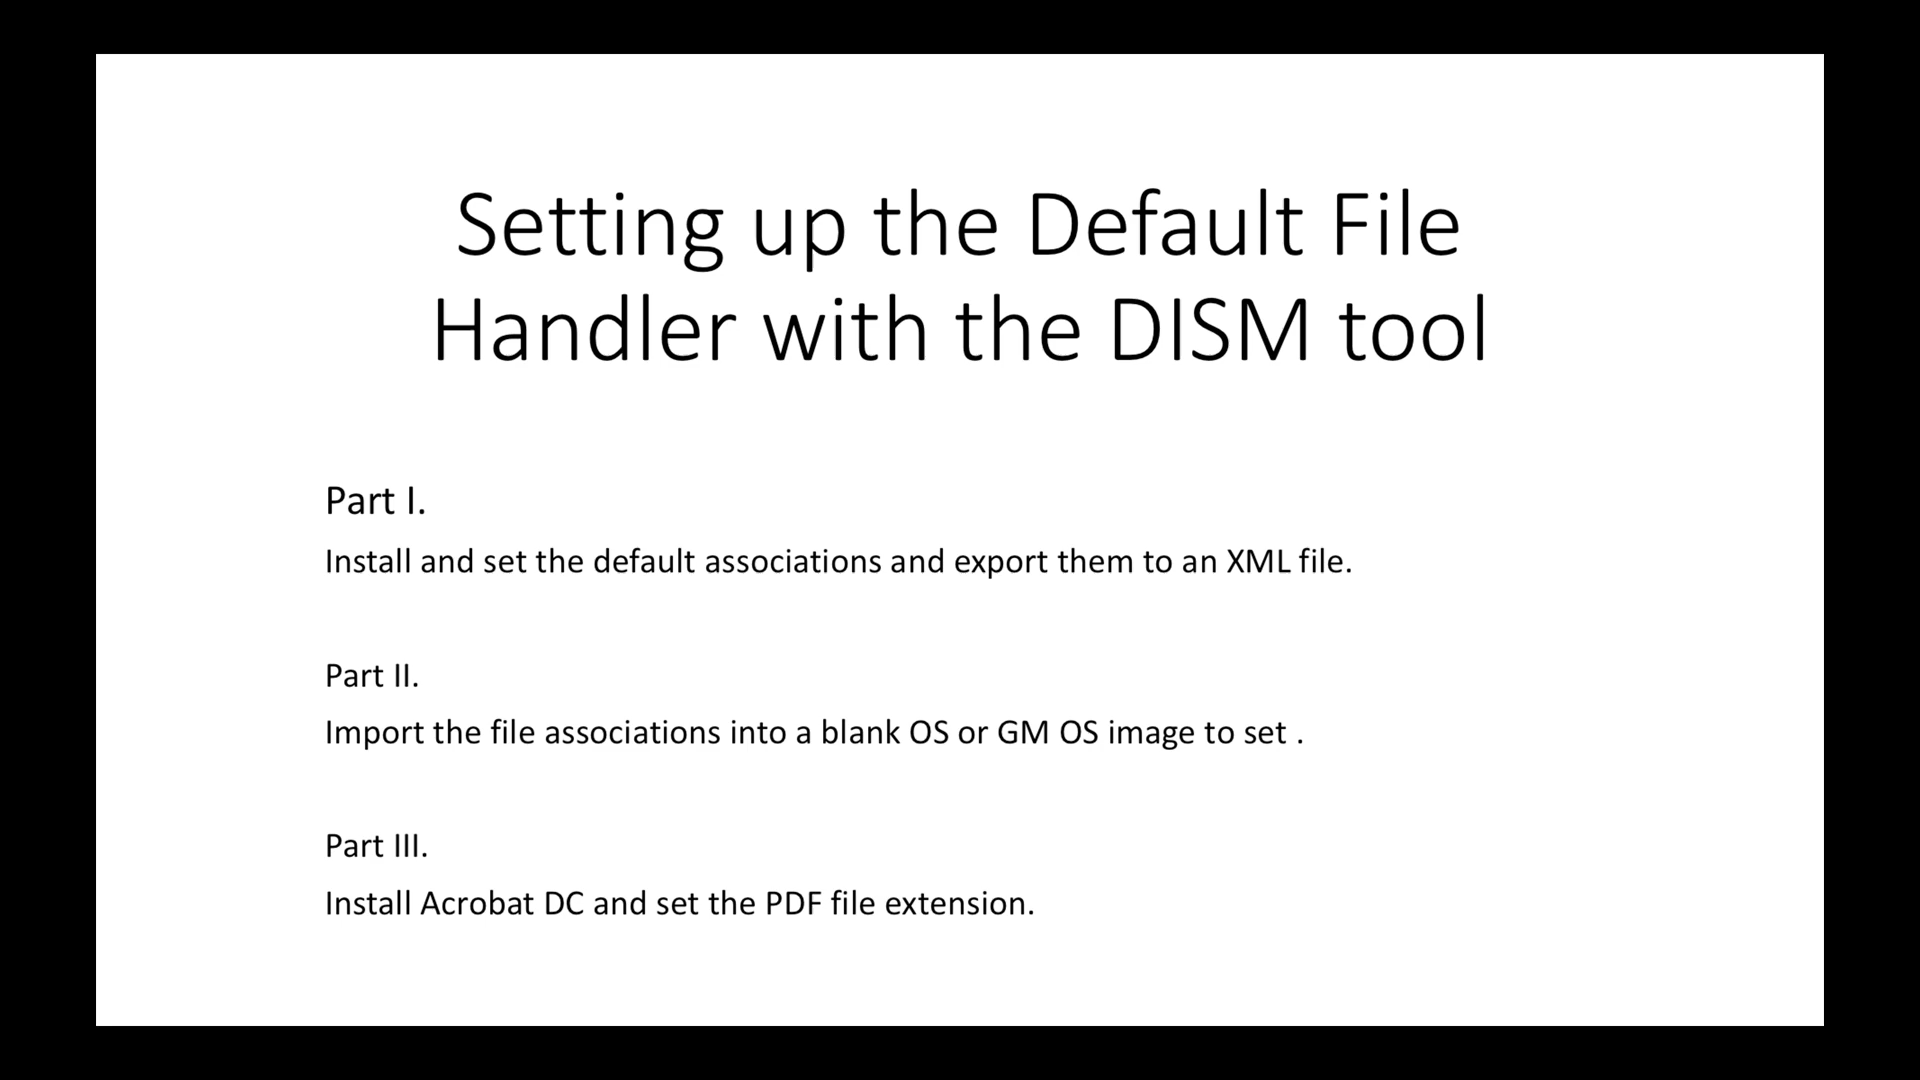 Setting up the Default File
Handler with the DISM tool
Part I.
Install and set the default associations and export them to an XML file.
Part II.
Import the file associations into a blank OS or GM OS image to set .
Part III.
Install Acrobat DC and set the PDF file extension.